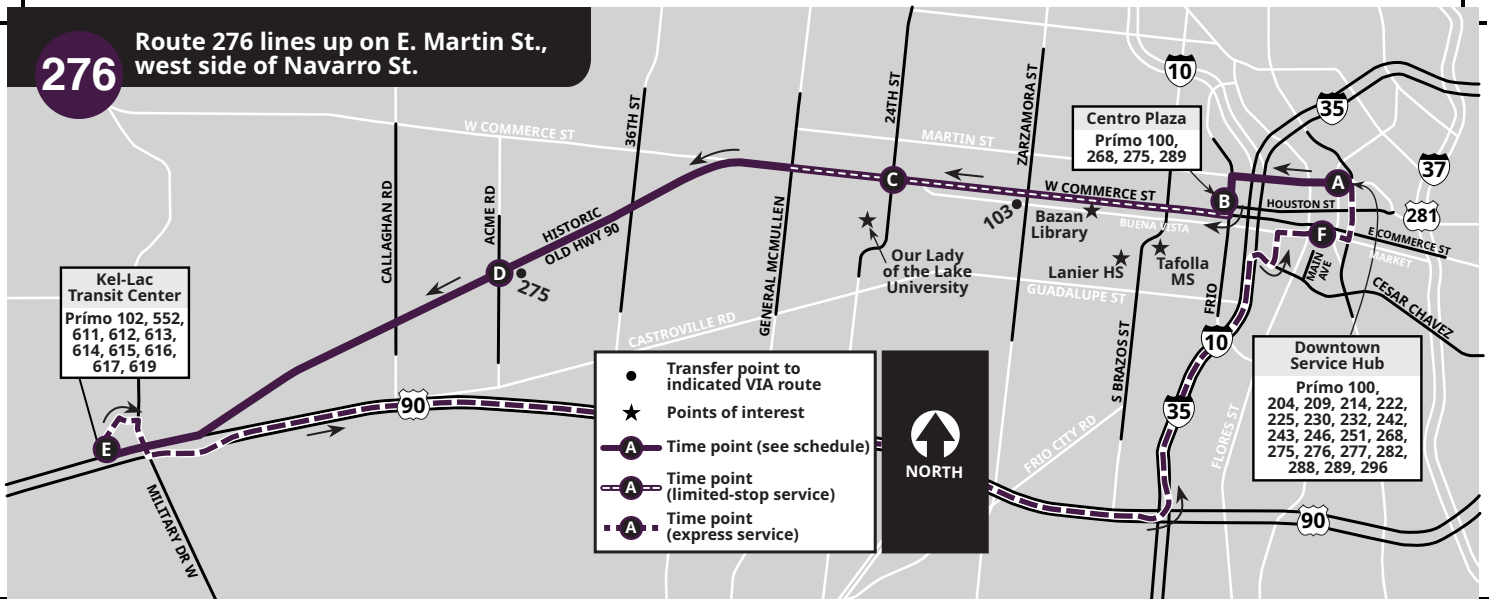 276
Route 276 lines up on E. Martin St.,
west side of Navarro St.
W COMMERCE ST
36TH ST
24TH ST
MARTIN ST
ZARZAMORA ST
10
35
37
281
Centro Plaza
Prímo 100,
268, 275, 289
CALLAGHAN RD
ACME RD
HISTORIC
OLD HWY 90
GENERAL MCMULLEN
C
W COMMERCE ST
103
Bazan
Library
BUENA VISTA
B
A
HOUSTON ST
F
E COMMERCE ST
MARKET
MAIN
AVE
CESAR CHAVEZ
D
275
Our Lady
of the Lake
University
Lanier HS
Tafolla
MS
GUADALUPE ST
FRIO
CASTROVILLE RD
S BRAZOS ST
10
35
FLORES ST
FRIO CITY RD
Kel-Lac
Transit Center
Prímo 102, 552,
611, 612, 613,
614, 615, 616,
617, 619
E
90
MILITARY DR W
Transfer point to
indicated VIA route
Points of interest
A
Time point (see schedule)
A
Time point
(limited-stop service)
A
Time point
(express service)
NORTH
Downtown
Service Hub
Prímo 100,
204, 209, 214, 222,
225, 230, 232, 242,
243, 246, 251, 268,
275, 276, 277, 282,
288, 289, 296
90